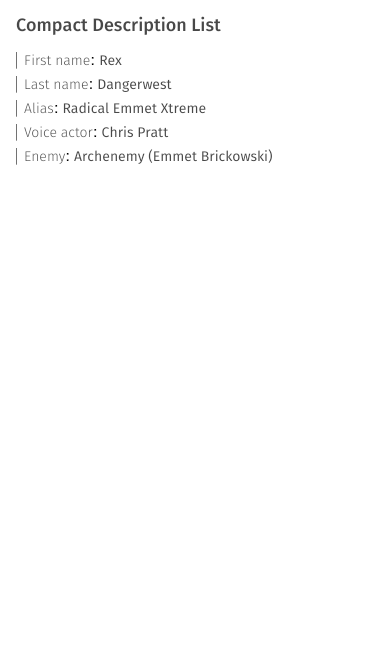 Compact Description List
First name: Rex
Last name: Dangerwest
Alias: Radical Emmet Xtreme
Voice actor: Chris Pratt
Enemy: Archenemy (Emmet Brickowski)